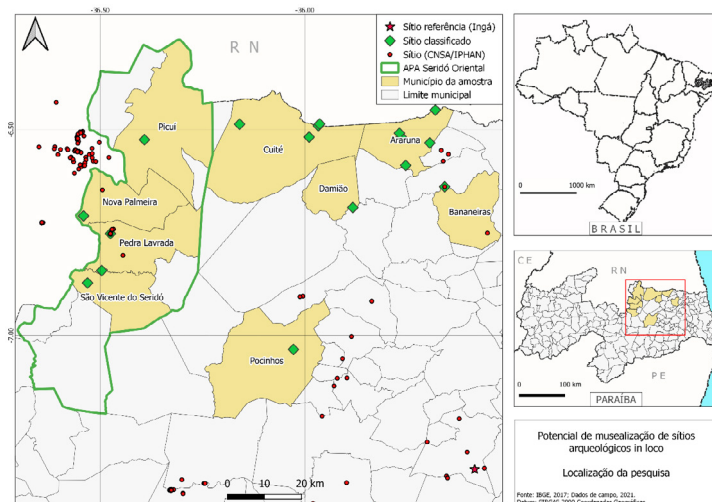 -36.50
-36.00
R N
Sítio referência (Ingá)
Sítio classificado
Sítio (CNSA/IPHAN)
APA Seridó Oriental
Município da amostra
Limite municipal
-6.50
Picuí
Cuité
Araruna
Nova Palmeira
Damião
Bananeiras
Pedra Lavrada
São Vicente do Seridó
-7.00
Pocinhos
0 10 20 km
0 1000 km
BRASIL
CE
R N
P E
0 100 km
PARAÍBA
Potencial de musealização de sítios
arqueológicos in loco
Localização da pesquisa
Fonte: IBGE, 2017; Dados de campo, 2021.